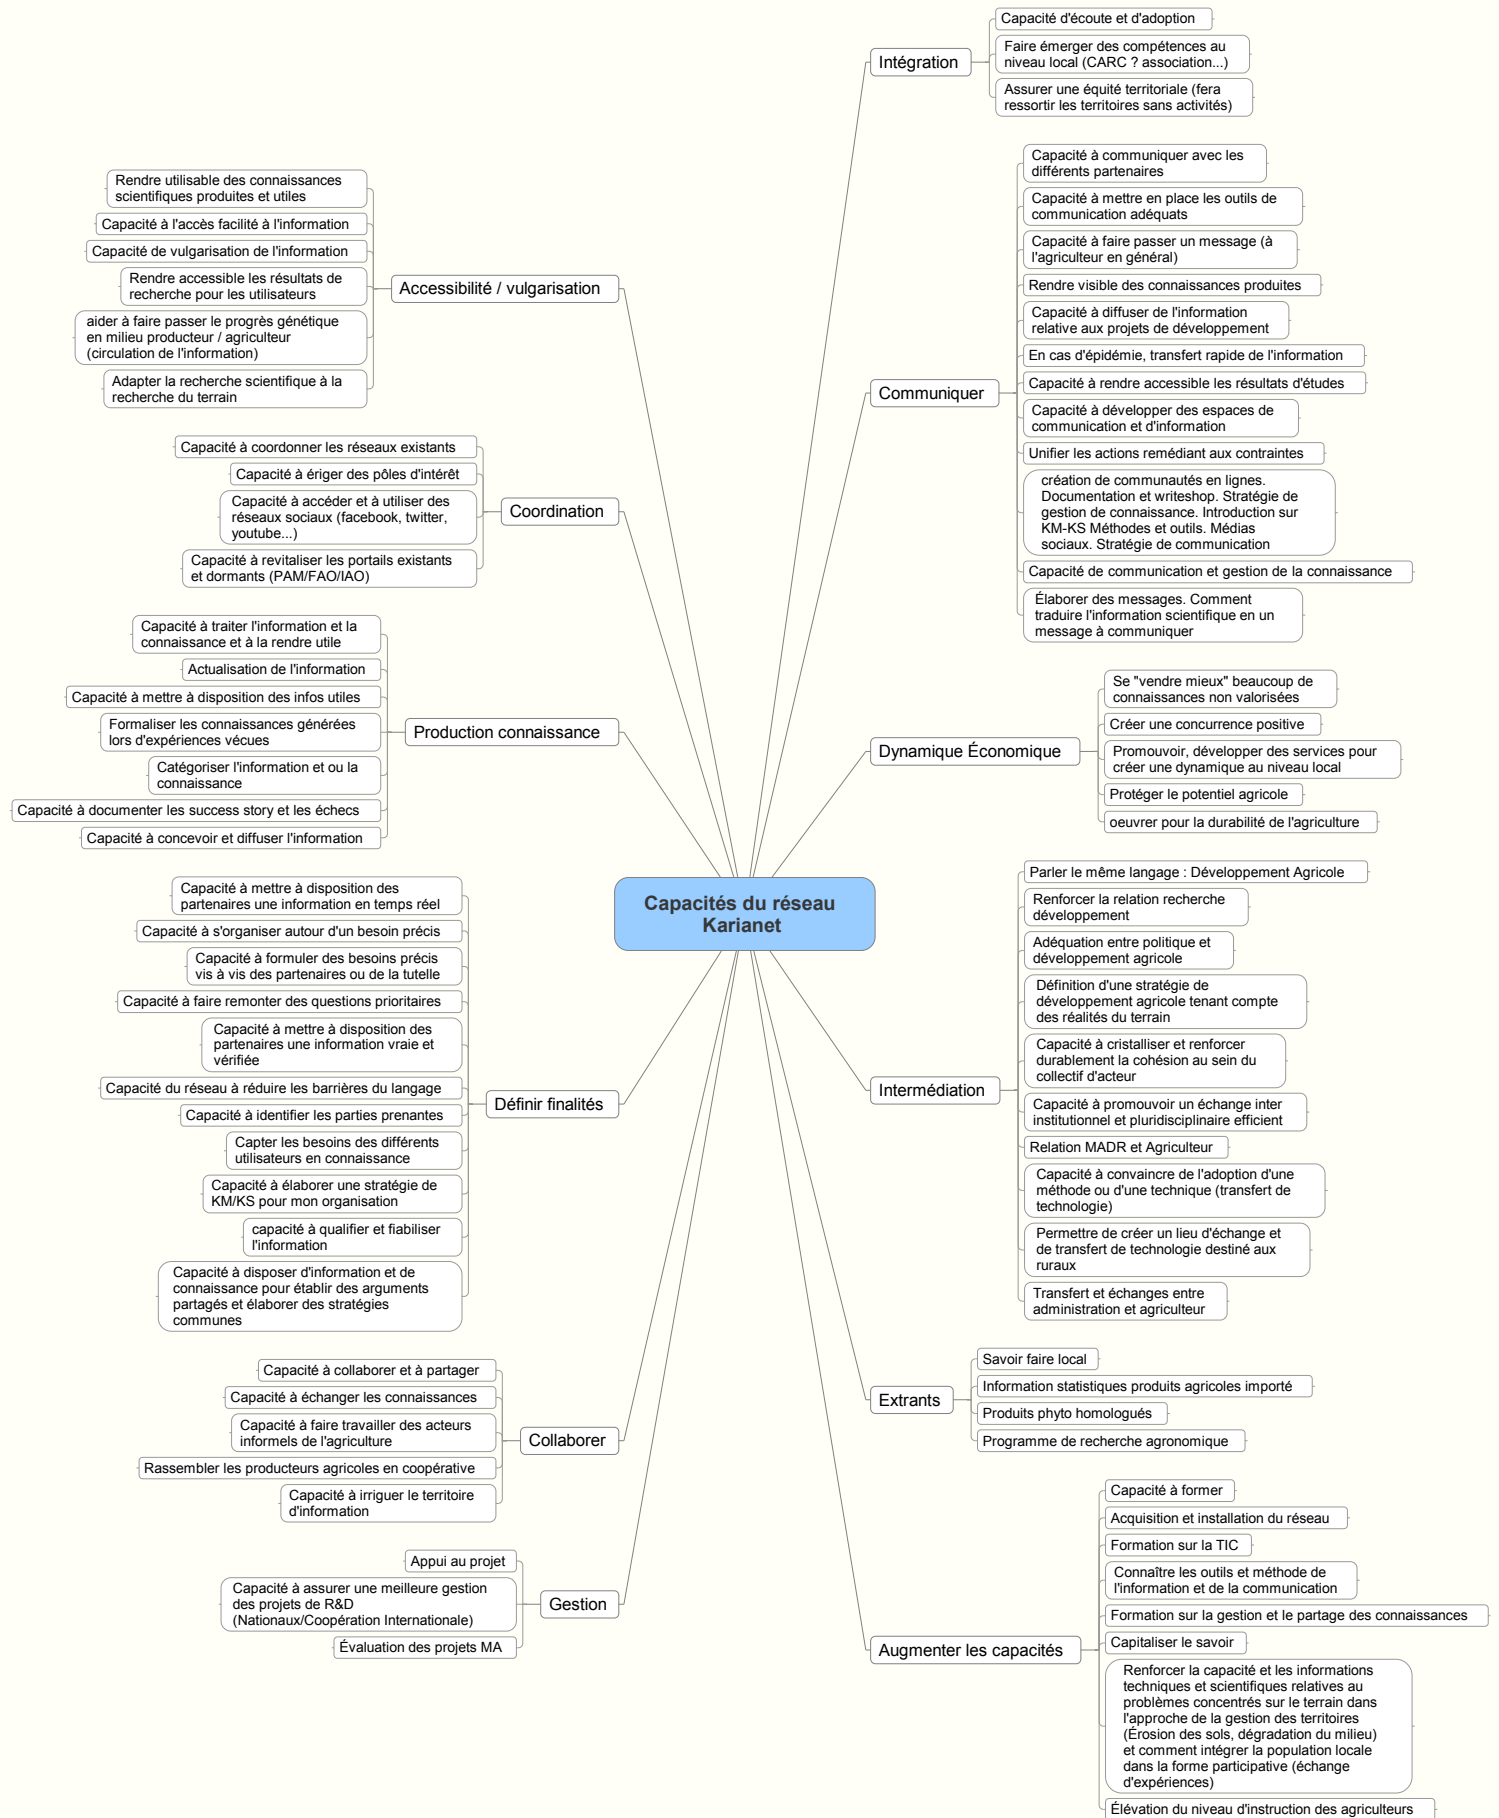 Capacités du réseau
Karianet
Intégration
Capacité d'écoute et d'adoption
Faire émerger des compétences au
niveau local (CARC ? association...)
Assurer une équité territoriale (fera
ressortir les territoires sans activités)
Communiquer
Capacité à communiquer avec les
différents partenaires
Capacité à mettre en place les outils de
communication adéquats
Capacité à faire passer un message (à
l'agriculteur en général)
Rendre visible des connaissances produites
Capacité à diffuser de l'information
relative aux projets de développement
En cas d'épidémie, transfert rapide de l'information
Capacité à rendre accessible les résultats d'études
Capacité à développer des espaces de
communication et d'information
Unifier les actions remédiant aux contraintes
création de communautés en lignes.
Documentation et writeshop. Stratégie de
gestion de connaissance. Introduction sur
KM-KS Méthodes et outils. Médias
sociaux. Stratégie de communication
Capacité de communication et gestion de la connaissance
Élaborer des messages. Comment
traduire l'information scientifique en un
message à communiquer
Dynamique Économique
Se "vendre mieux" beaucoup de
connaissances non valorisées
Créer une concurrence positive
Promouvoir, développer des services pour
créer une dynamique au niveau local
Protéger le potentiel agricole
oeuvrer pour la durabilité de l'agriculture
Intermédiation
Parler le même langage : Développement Agricole
Renforcer la relation recherche
développement
Adéquation entre politique et
développement agricole
Définition d'une stratégie de
développement agricole tenant compte
des réalités du terrain
Capacité à cristalliser et renforcer
durablement la cohésion au sein du
collectif d'acteur
Capacité à promouvoir un échange inter
institutionnel et pluridisciplinaire efficient
Relation MADR et Agriculteur
Capacité à convaincre de l'adoption d'une
méthode ou d'une technique (transfert de
technologie)
Permettre de créer un lieu d'échange et
de transfert de technologie destiné aux
ruraux
Transfert et échanges entre
administration et agriculteur
Extrants
Savoir faire local
Information statistiques produits agricoles importé
Produits phyto homologués
Programme de recherche agronomique
Augmenter les capacités
Capacité à former
Acquisition et installation du réseau
Formation sur la TIC
Connaître les outils et méthode de
l'information et de la communication
Formation sur la gestion et le partage des connaissances
Capitaliser le savoir
Renforcer la capacité et les informations
techniques et scientifiques relatives au
problèmes concentrés sur le terrain dans
l'approche de la gestion des territoires
(Érosion des sols, dégradation du milieu)
et comment intégrer la population locale
dans la forme participative (échange
d'expériences)
Élévation du niveau d'instruction des agriculteurs
Accessibilité / vulgarisation
Rendre utilisable des connaissances
scientifiques produites et utiles
Capacité à l'accès facilité à l'information
Capacité de vulgarisation de l'information
Rendre accessible les résultats de
recherche pour les utilisateurs
aider à faire passer le progrès génétique
en milieu producteur / agriculteur
(circulation de l'information)
Adapter la recherche scientifique à la
recherche du terrain
Coordination
Capacité à coordonner les réseaux existants
Capacité à ériger des pôles d'intérêt
Capacité à accéder et à utiliser des
réseaux sociaux (facebook, twitter,
youtube...)
Capacité à revitaliser les portails existants
et dormants (PAM/FAO/IAO)
Production connaissance
Capacité à traiter l'information et la
connaissance et à la rendre utile
Actualisation de l'information
Capacité à mettre à disposition des infos utiles
Formaliser les connaissances générées
lors d'expériences vécues
Catégoriser l'information et ou la
connaissance
Capacité à documenter les success story et les échecs
Capacité à concevoir et diffuser l'information
Définir finalités
Capacité à mettre à disposition des
partenaires une information en temps réel
Capacité à s'organiser autour d'un besoin précis
Capacité à formuler des besoins précis
vis à vis des partenaires ou de la tutelle
Capacité à faire remonter des questions prioritaires
Capacité à mettre à disposition des
partenaires une information vraie et
vérifiée
Capacité du réseau à réduire les barrières du langage
Capacité à identifier les parties prenantes
Capter les besoins des différents
utilisateurs en connaissance
Capacité à élaborer une stratégie de
KM/KS pour mon organisation
capacité à qualifier et fiabiliser
l'information
Capacité à disposer d'information et de
connaissance pour établir des arguments
partagés et élaborer des stratégies
communes
Collaborer
Capacité à collaborer et à partager
Capacité à échanger les connaissances
Capacité à faire travailler des acteurs
informels de l'agriculture
Rassembler les producteurs agricoles en coopérative
Capacité à irriguer le territoire
d'information
Gestion
Appui au projet
Capacité à assurer une meilleure gestion
des projets de R&D
(Nationaux/Coopération Internationale)
Évaluation des projets MA